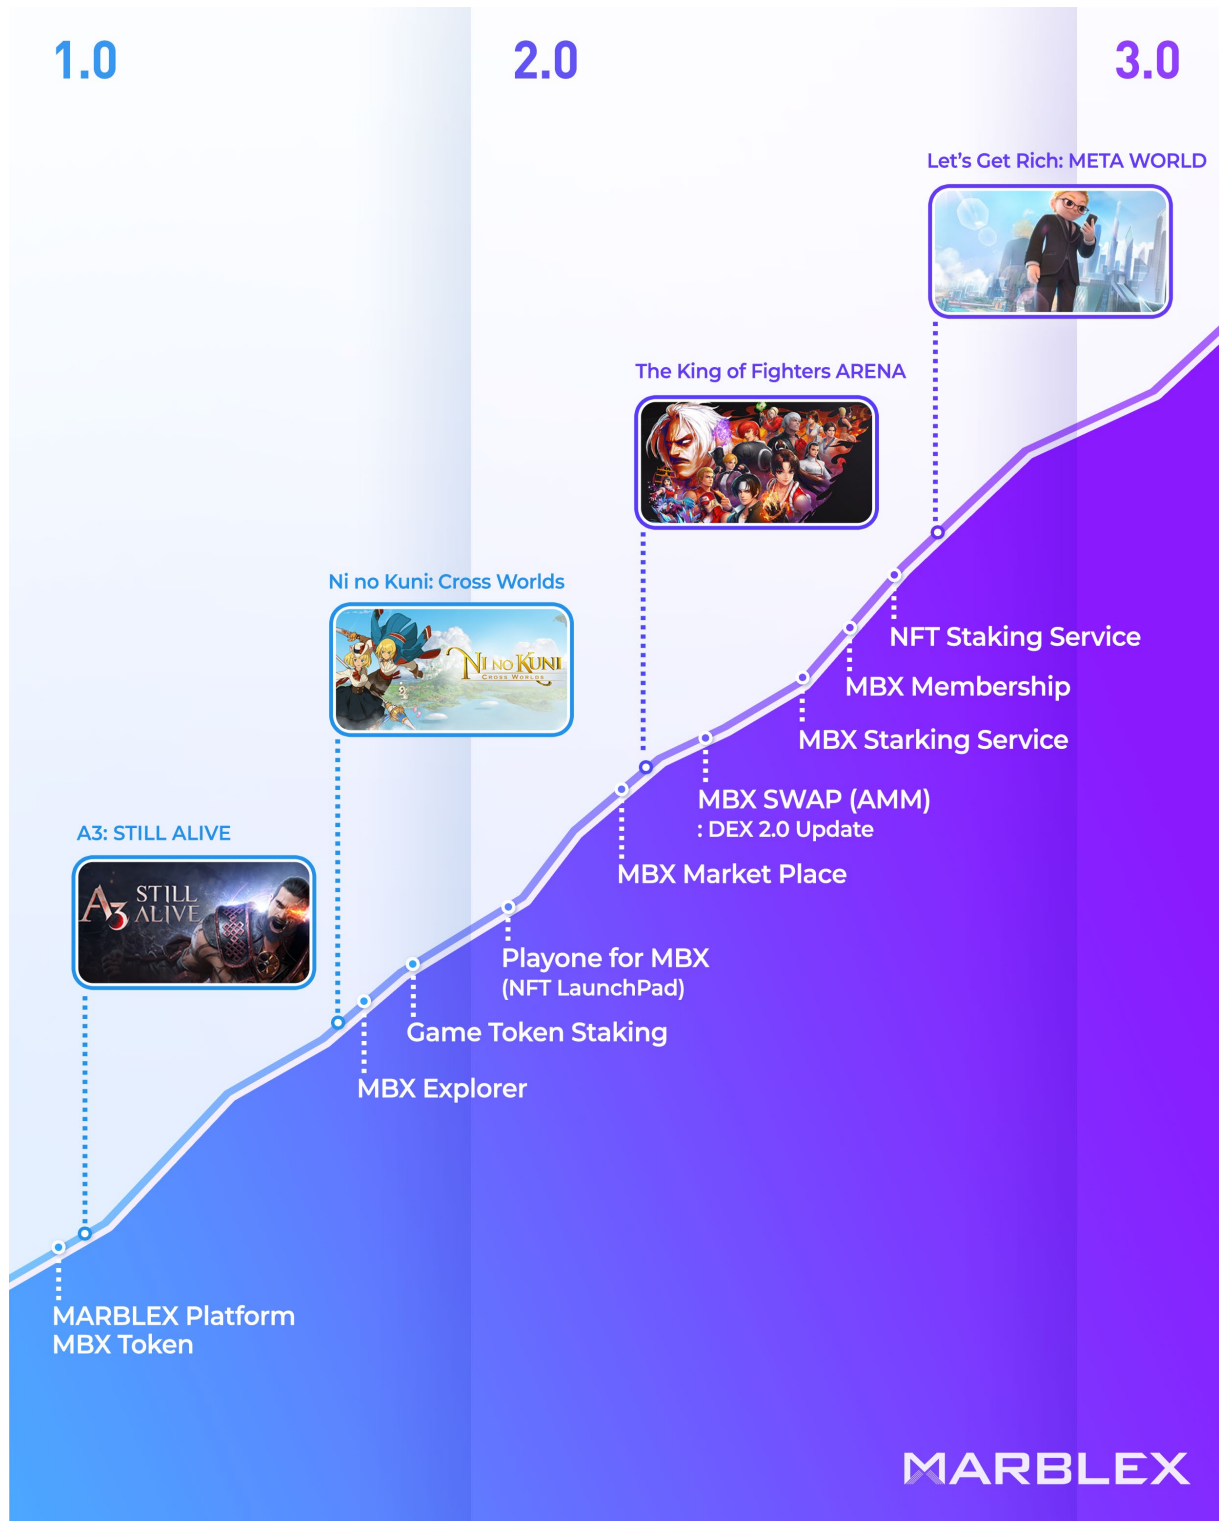 1.0
2.0
3.0
Let's Get Rich: META WORLD
The King of Fighters ARENA
Ni no Kuni: Cross Worlds
NI NO KUNI
CROSS WORLDS
NFT Staking Service
MBX Membership
MBX Starking Service
MBX SWAP (AMM)
: DEX 2.0 Update
A3: STILL ALIVE
A3 STILL
ALIVE
MBX Market Place
Playone for MBX
(NFT LaunchPad)
Game Token Staking
MBX Explorer
MARBLEX Platform
MBX Token
MARBLEX